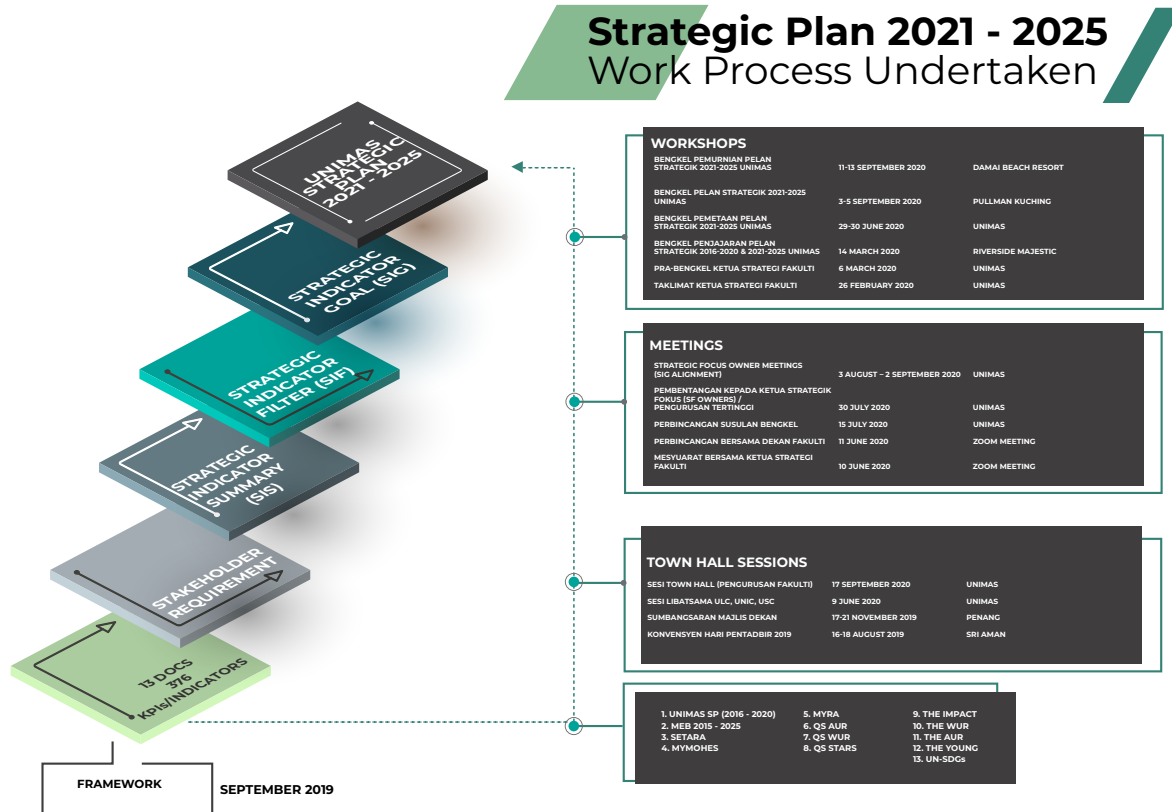 Strategic Plan 2021 - 2025
Work Process Undertaken
UNIMAS
STRATEGIC
PLAN
2021 - 2025
STRATEGIC
INDICATOR
GOAL (SIG)
STRATEGIC
INDICATOR
FILTER (SIF)
STRATEGIC
INDICATOR
SUMMARY
(SIS)
STAKEHOLDER
REQUIREMENT
13 DOCS
376
KPIs/INDICATORS
FRAMEWORK
SEPTEMBER 2019
WORKSHOPS
BENGKEL PEMURNIAN PELAN
STRATEGIK 2021-2025 UNIMAS 11-13 SEPTEMBER 2020 DAMAI BEACH RESORT
BENGKEL PELAN STRATEGIK 2021-2025
UNIMAS 3-5 SEPTEMBER 2020 PULLMAN KUCHING
BENGKEL PEMETAAN PELAN
STRATEGIK 2021-2025 UNIMAS 29-30 JUNE 2020 UNIMAS
BENGKEL PENJAJARAN PELAN
STRATEGIK 2016-2020 & 2021-2025 UNIMAS 14 MARCH 2020 RIVERSIDE MAJESTIC
PRA-BENGKEL KETUA STRATEGI FAKULTI 6 MARCH 2020 UNIMAS
TAKLIMAT KETUA STRATEGI FAKULTI 26 FEBRUARY 2020 UNIMAS
MEETINGS
STRATEGIC FOCUS OWNER MEETINGS
(SIG ALIGNMENT) 3 AUGUST – 2 SEPTEMBER 2020 UNIMAS
PEMBENTANGAN KEPADA KETUA STRATEGIK
FOKUS (SF OWNERS) /
PENGURUSAN TERTINGGI 30 JULY 2020 UNIMAS
PERBINCANGAN SUSULAN BENGKEL 15 JULY 2020 UNIMAS
PERBINCANGAN BERSAMA DEKAN FAKULTI 11 JUNE 2020 ZOOM MEETING
MESYUARAT BERSAMA KETUA STRATEGI
FAKULTI 10 JUNE 2020 ZOOM MEETING
TOWN HALL SESSIONS
SESI TOWN HALL (PENGURUSAN FAKULTI) 17 SEPTEMBER 2020 UNIMAS
SESI LIBATSAMA ULC, UNIC, USC 9 JUNE 2020 UNIMAS
SUMBANGSARAN MAJLIS DEKAN 17-21 NOVEMBER 2019 PENANG
KONVENSYEN HARI PENTADBIR 2019 16-18 AUGUST 2019 SRI AMAN
1. UNIMAS SP (2016 - 2020)
2. MEB 2015 - 2025
3. SETARA
4. MYMOHES
5. MYRA
6. QS AUR
7. QS WUR
8. QS STARS
9. THE IMPACT
10. THE WUR
11. THE AUR
12. THE YOUNG
13. UN-SDGs